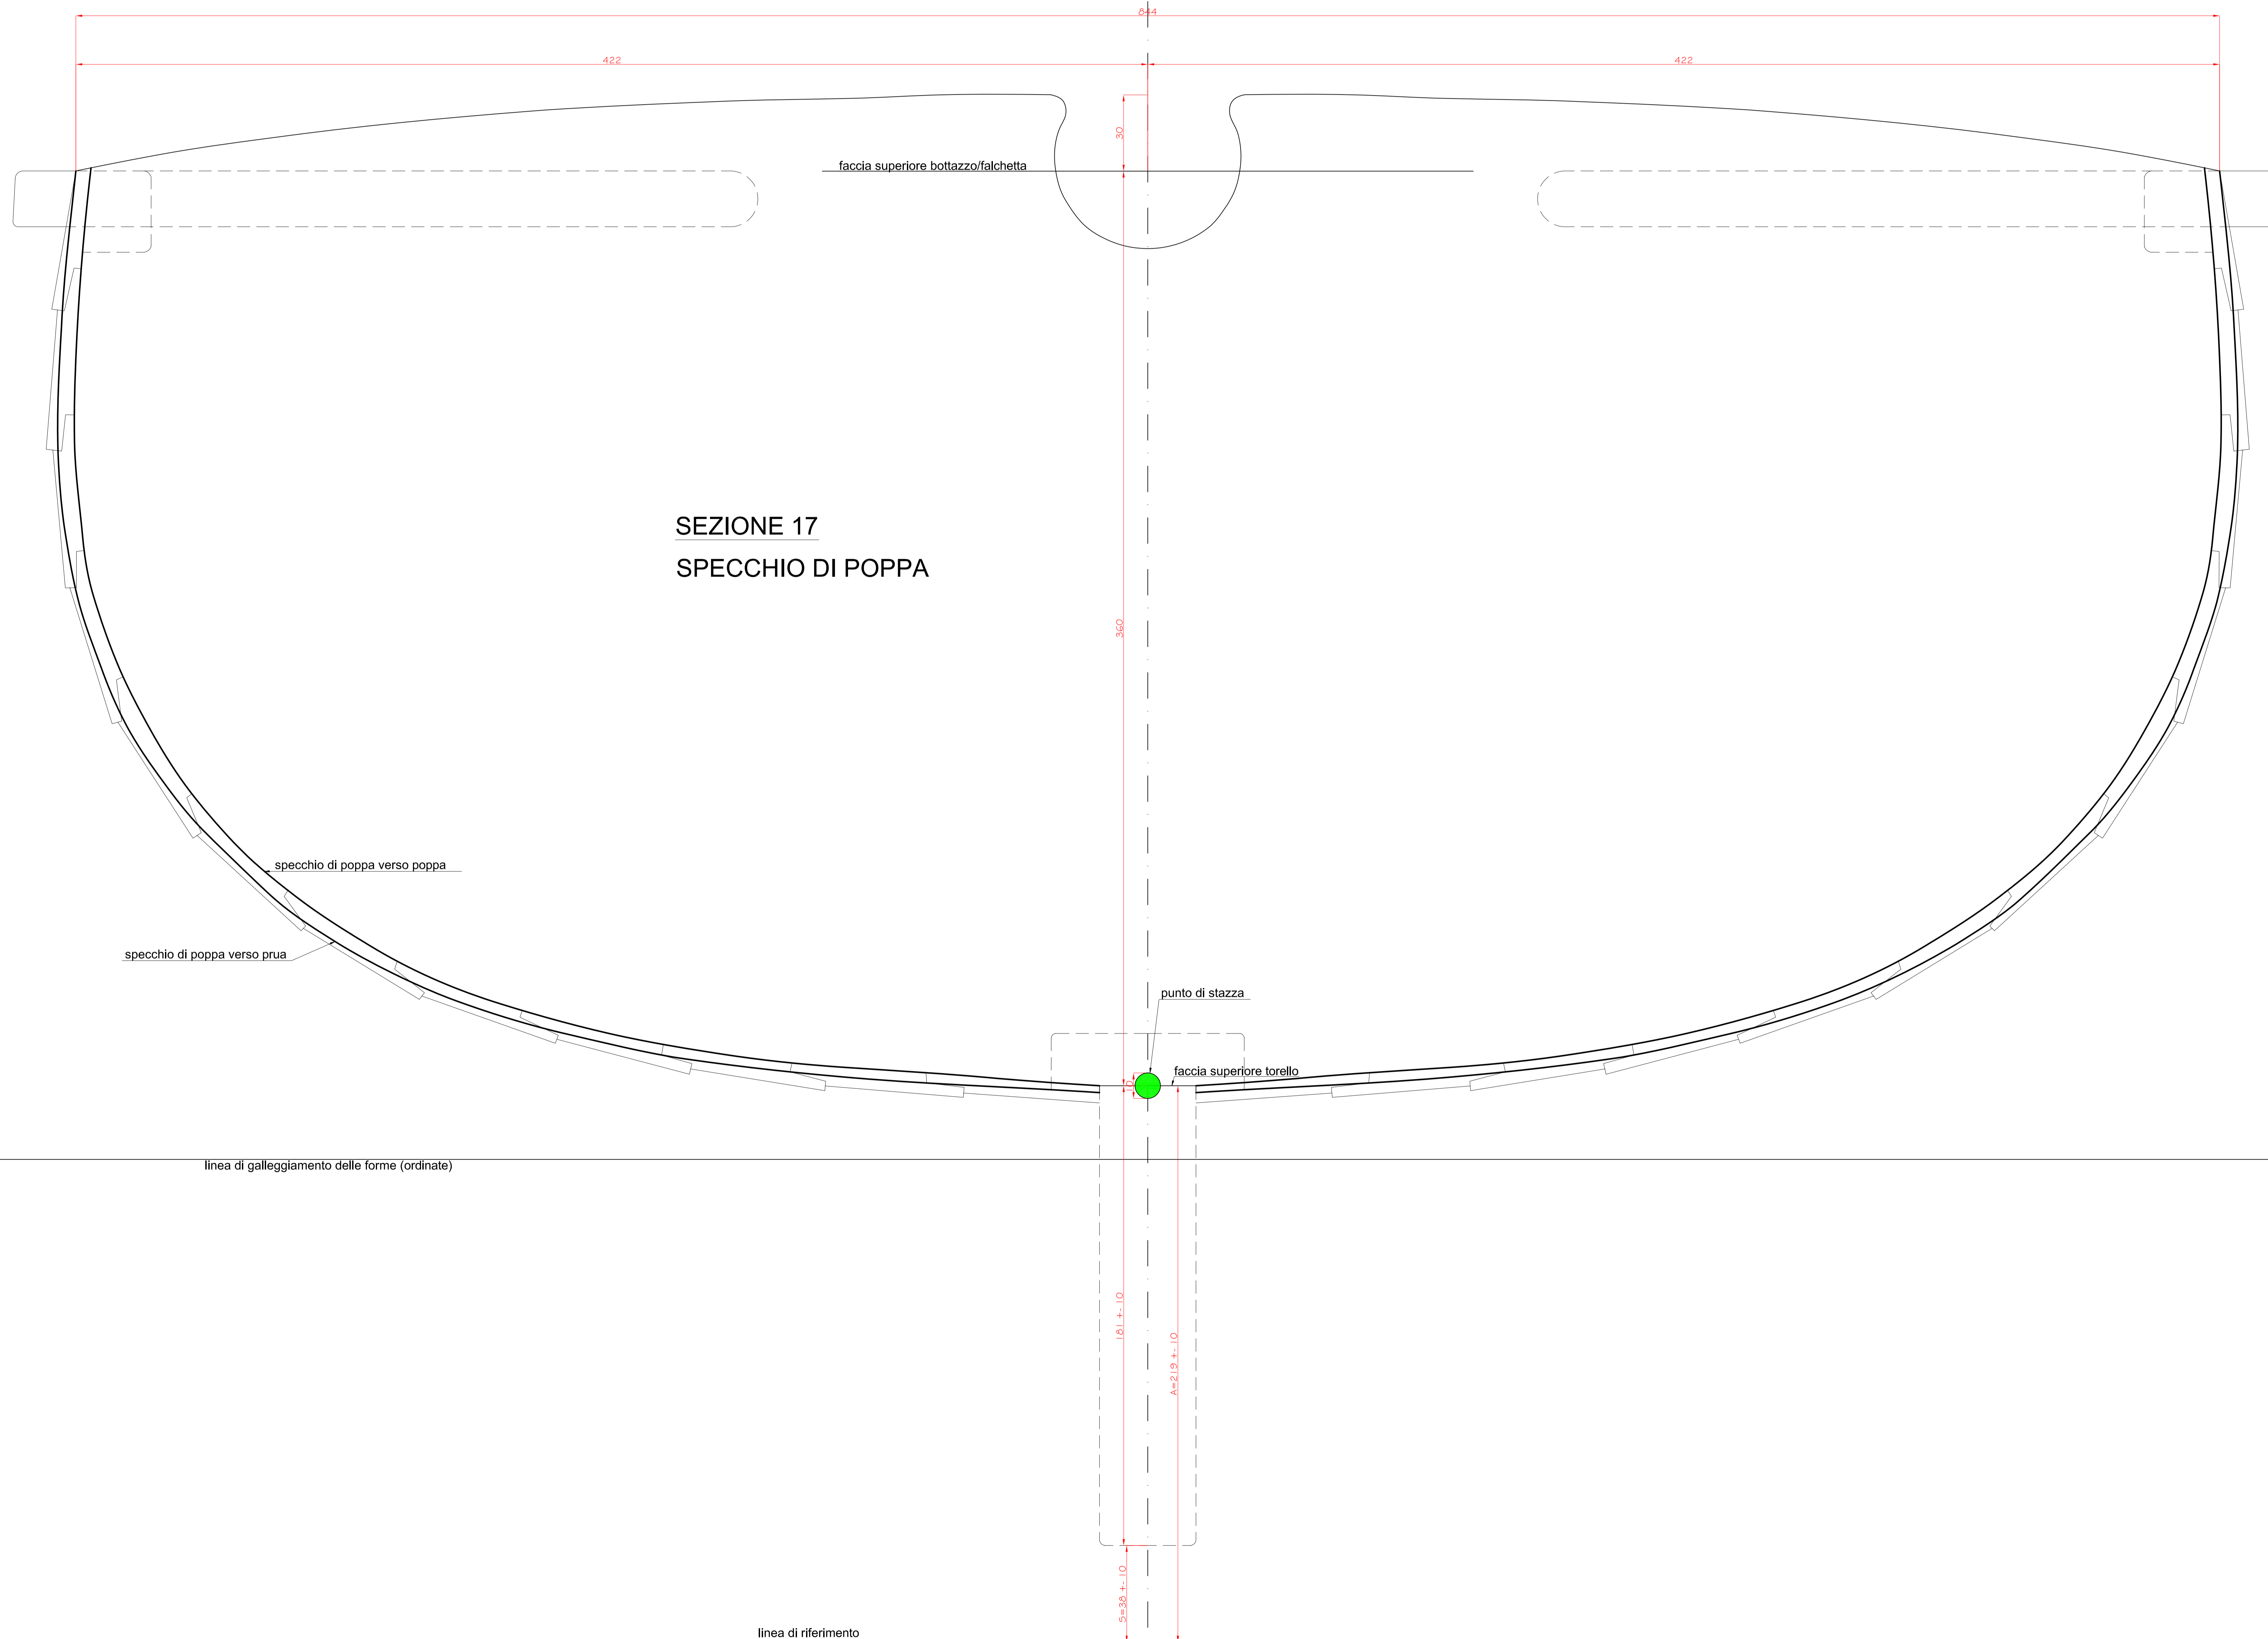 844
422
422
30
faccia superiore bottazzo/falchetta
SEZIONE 17
SPECCHIO DI POPPA
360
specchio di poppa verso poppa
specchio di poppa verso prua
punto di stazza
faccia superiore torello
10
linea di galleggiamento delle forme (ordinate)
181 +- 10
A=219 +- 10
S=38 +- 10
linea di riferimento